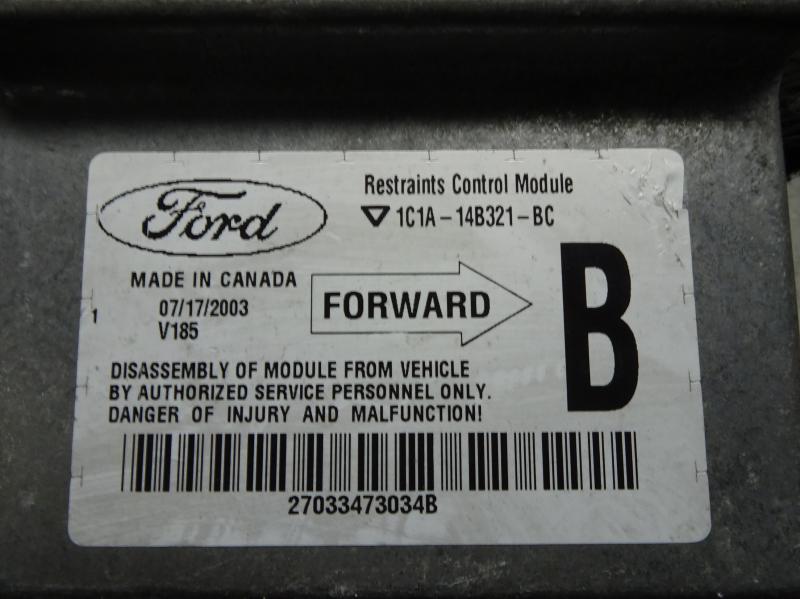 Ford
Restraints Control Module
1C1A-14B321-BC
MADE IN CANADA
07/17/2003
V185
1
FORWARD
B
DISASSEMBLY OF MODULE FROM VEHICLE
BY AUTHORIZED SERVICE PERSONNEL ONLY.
DANGER OF INJURY AND MALFUNCTION!
27033473034B